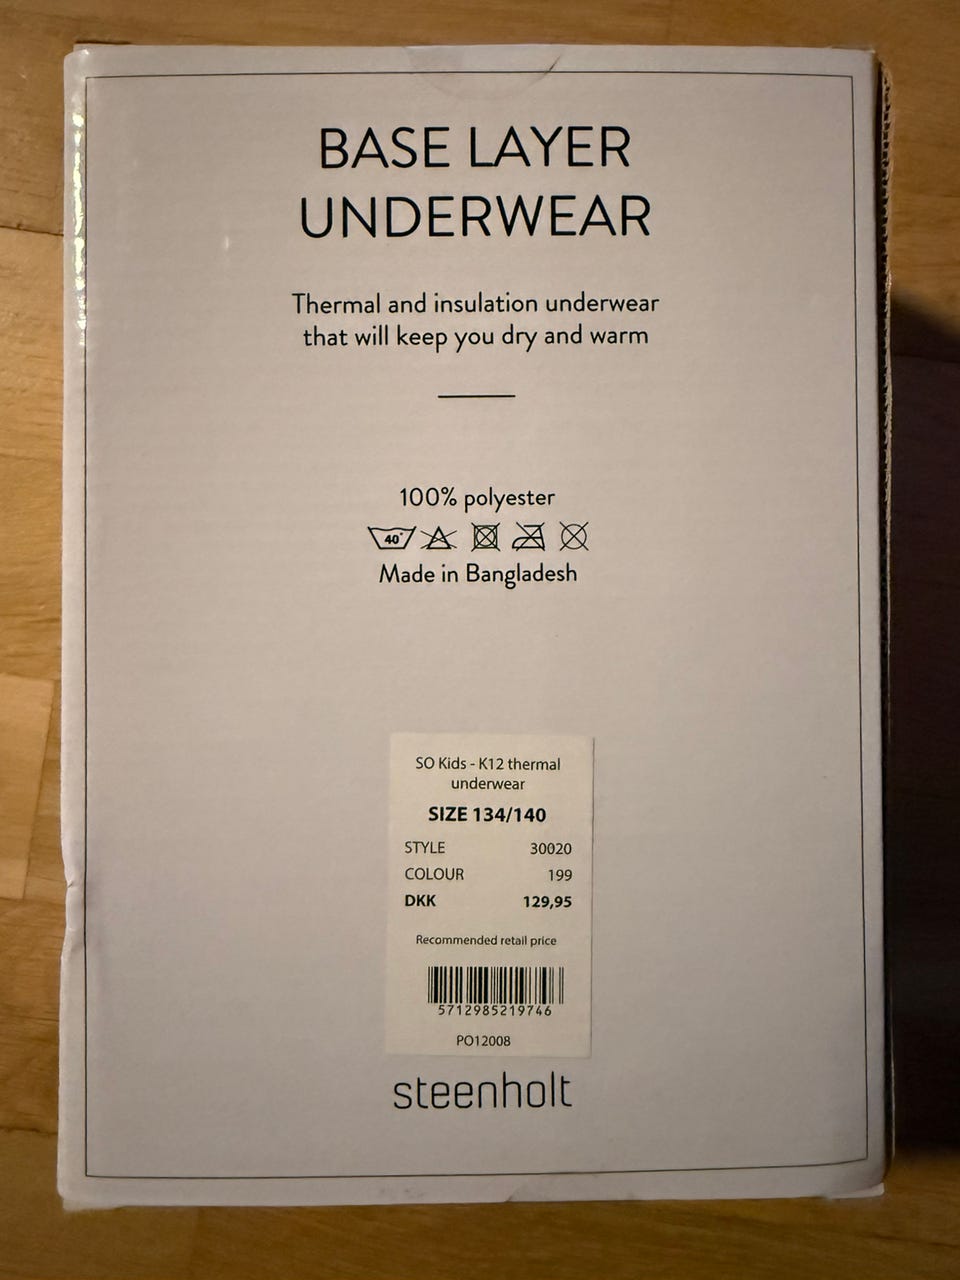 BASE LAYER
UNDERWEAR
Thermal and insulation underwear
that will keep you dry and warm
100% polyester
40°
Made in Bangladesh
SO Kids - K12 thermal
underwear
SIZE 134/140
STYLE 30020
COLOUR 199
DKK 129,95
Recommended retail price
5712985219746
PO12008
steenholt